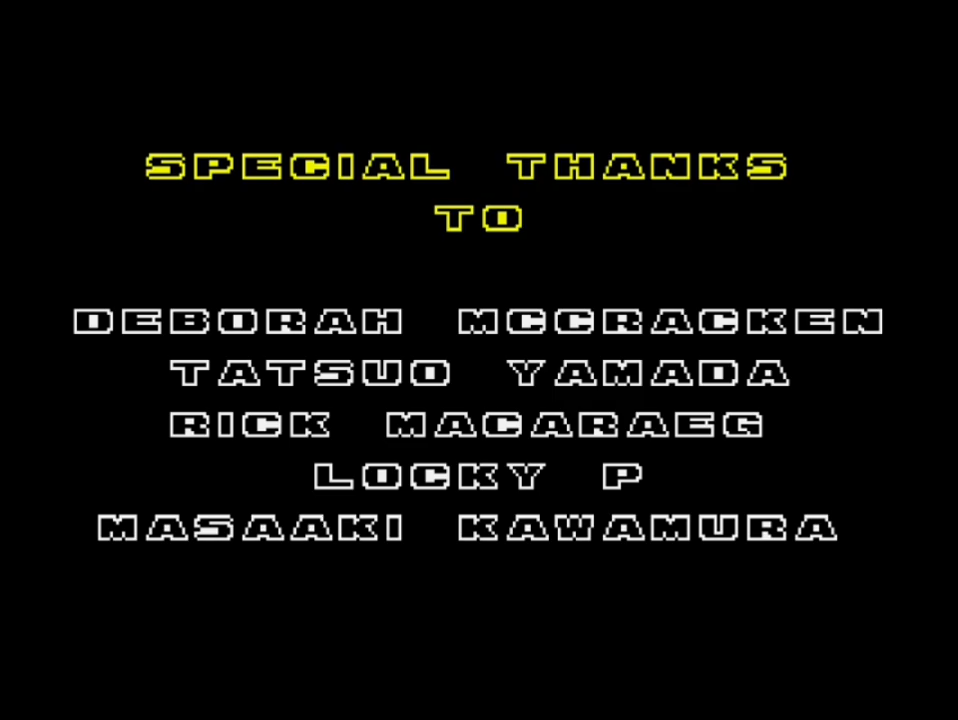 SPECIAL THANKS
TO
DEBORAH MCCRACKEN
TATSUO YAMADA
RICK MACARAEG
LOCKY P
MASAAKI KAWAMURA